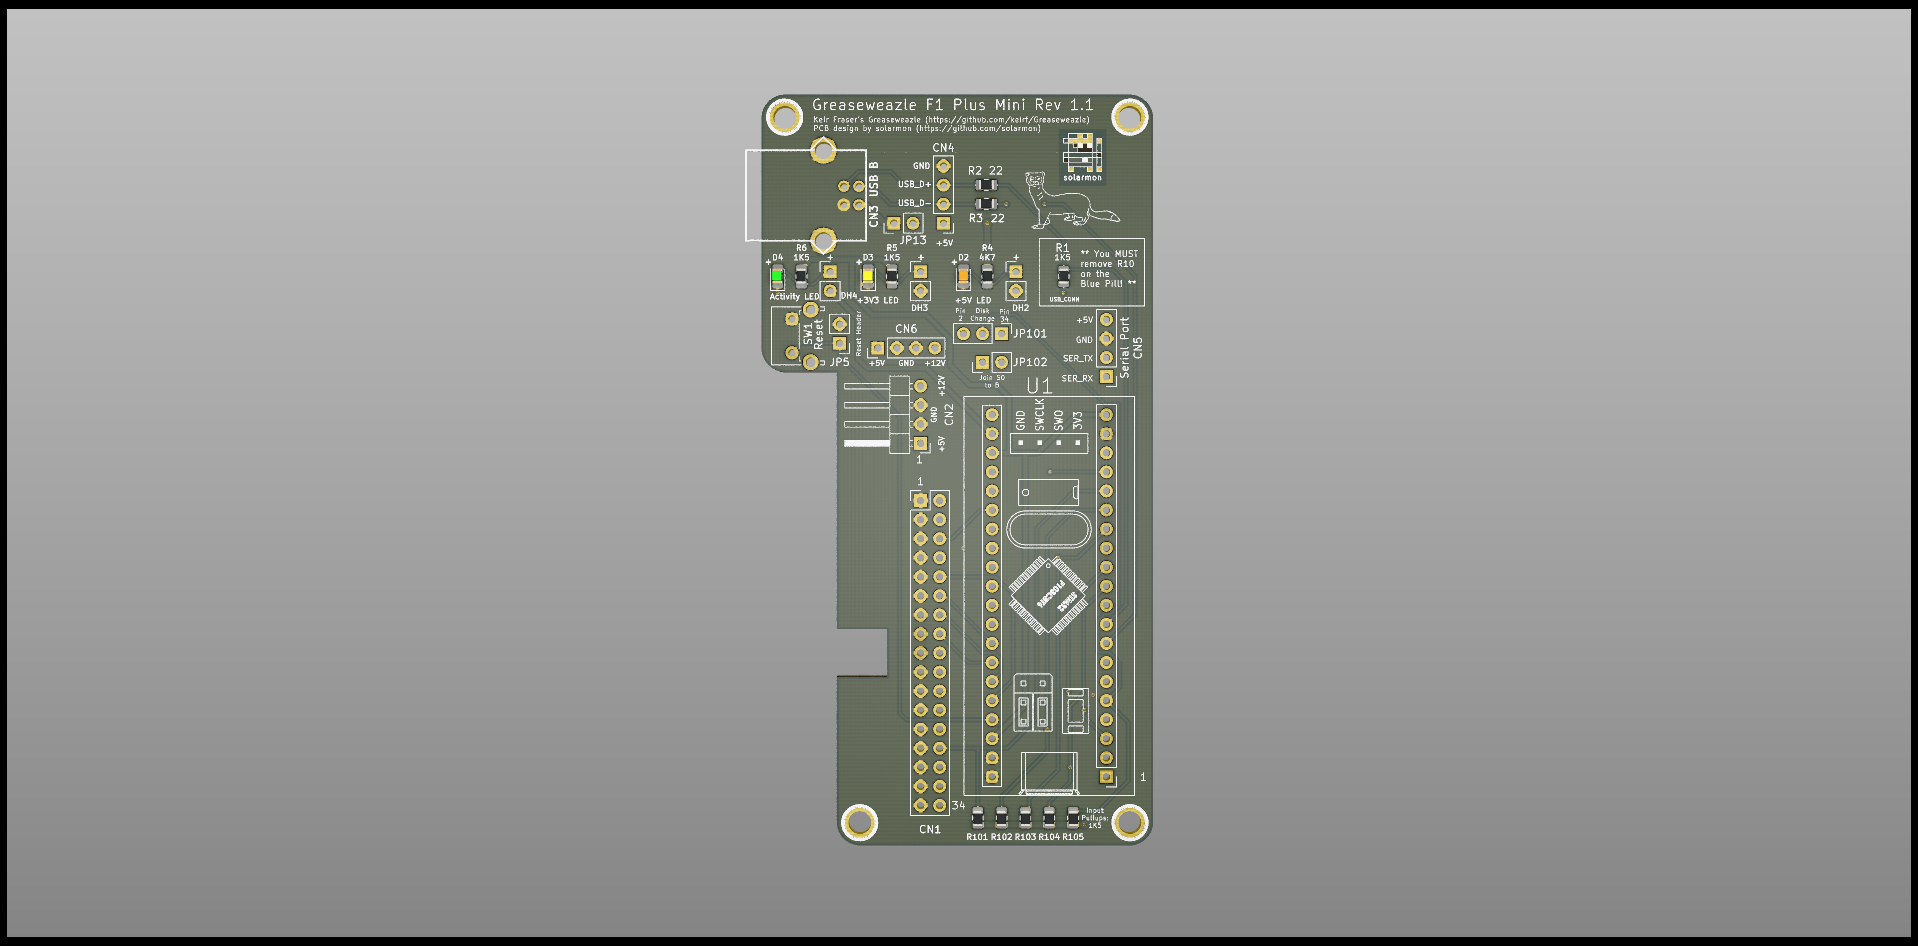 Greaseweazle F1 Plus Mini Rev 1.1
Keir Fraser's Greaseweazle (https://github.com/keirf/Greaseweazle)
PCB design by solarmon (https://github.com/solarmon)
solarmon
CN3 USB B
CN4
GND
USB_D+
USB_D-
+5V
JP13
R2 22
R3 22
R1
1K5
USB_CONN
** You MUST
remove R10
on the
Blue Pill! **
D4
+
R6
1K5
+
Activity LED
DH4
D3
+
R5
1K5
+
+3V3 LED
DH3
D2
+
R4
4K7
+
+5V LED
DH2
SW1
Reset
Reset Header
JP5
CN6
+5V
GND
+12V
Pin
2
Disk
Change
Pin
34
JP101
JP102
Join S0
to B
+5V
GND
SER_TX
SER_RX
Serial Port
CN5
+12V
GND
+5V
CN2
1
U1
GND
SWCLK
SWO
3V3
STM32
F103C8T6
1
1
34
CN1
R101
R102
R103
R104
R105
Input
Pullups:
1K5